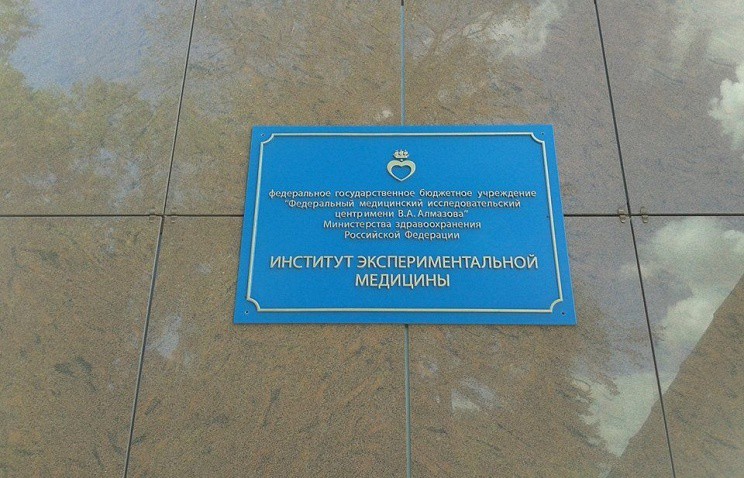 федеральное государственное бюджетное учреждение
"Федеральный медицинский исследовательский
центримени В.А.Алмазова"
Министерства здравоохранения
Российской Федерации
ИНСТИТУТ ЭКСПЕРИМЕНТАЛЬНОЙ
МЕДИЦИНЫ